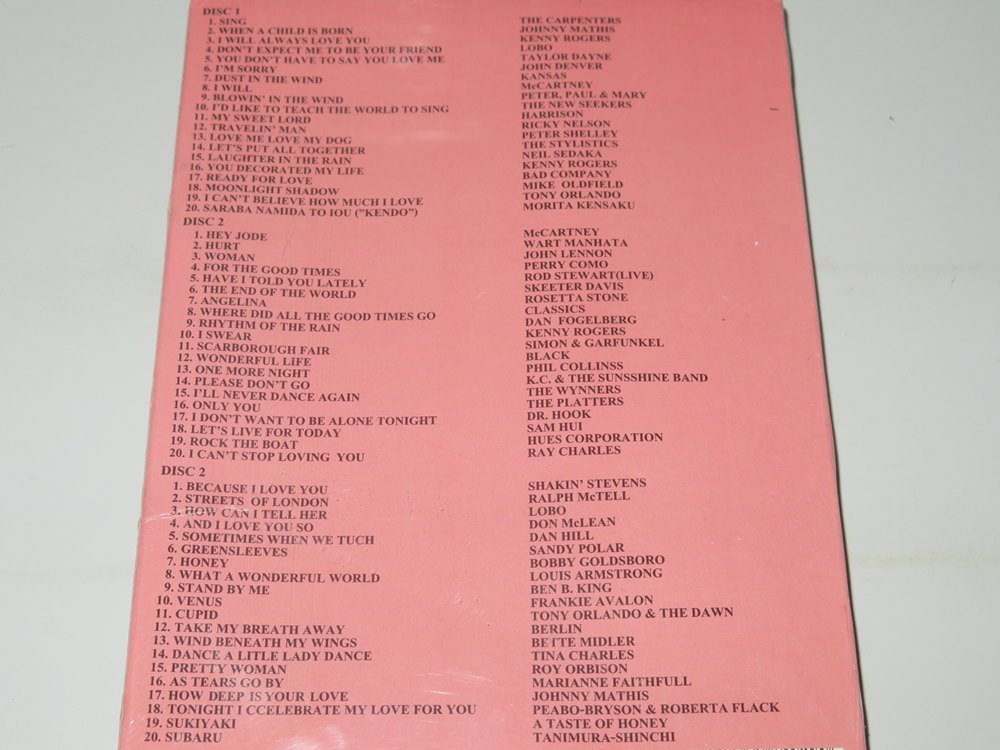 DISC 1
1. SING THE CARPENTERS
2. WHEN A CHILD IS BORN JOHNNY MATHIS
3. I WILL ALWAYS LOVE YOU KENNY ROGERS
4. DON'T EXPECT ME TO BE YOUR FRIEND LOBO
5. YOU DON'T HAVE TO SAY YOU LOVE ME TAYLOR DAYNE
6. I'M SORRY JOHN DENVER
7. DUST IN THE WIND KANSAS
8. I WILL McCARTNEY
9. BLOWIN' IN THE WIND PETER, PAUL & MARY
10. I'D LIKE TO TEACH THE WORLD TO SING THE NEW SEEKERS
11. MY SWEET LORD HARRISON
12. TRAVELIN' MAN RICKY NELSON
13. LOVE ME LOVE MY DOG PETER SHELLEY
14. LET'S PUT ALL TOGETHER THE STYLISTICS
15. LAUGHTER IN THE RAIN NEIL SEDAKA
16. YOU DECORATED MY LIFE KENNY ROGERS
17. READY FOR LOVE BAD COMPANY
18. MOONLIGHT SHADOW MIKE OLDFIELD
19. I CAN'T BELIEVE HOW MUCH I LOVE TONY ORLANDO
20. SARABA NAMIDA TO IOU ("KENDO") MORITA KENSAKU
DISC 2
1. HEY JODE McCARTNEY
2. HURT WART MANHATA
3. WOMAN JOHN LENNON
4. FOR THE GOOD TIMES PERRY COMO
5. HAVE I TOLD YOU LATELY ROD STEWART(LIVE)
6. THE END OF THE WORLD SKEETER DAVIS
7. ANGELINA ROSETTA STONE
8. WHERE DID ALL THE GOOD TIMES GO CLASSICS
9. RHYTHM OF THE RAIN DAN FOGELBERG
10. I SWEAR KENNY ROGERS
11. SCARBOROUGH FAIR SIMON & GARFUNKEL
12. WONDERFUL LIFE BLACK
13. ONE MORE NIGHT PHIL COLLINSS
14. PLEASE DON'T GO K.C. & THE SUNSSHINE BAND
15. I'LL NEVER DANCE AGAIN THE WYNNERS
16. ONLY YOU THE PLATTERS
17. I DON'T WANT TO BE ALONE TONIGHT DR. HOOK
18. LET'S LIVE FOR TODAY SAM HUI
19. ROCK THE BOAT HUES CORPORATION
20. I CAN'T STOP LOVING YOU RAY CHARLES
DISC 2
1. BECAUSE I LOVE YOU SHAKIN' STEVENS
2. STREETS OF LONDON RALPH McTELL
3. HOW CAN I TELL HER LOBO
4. AND I LOVE YOU SO DON McLEAN
5. SOMETIMES WHEN WE TUCH DAN HILL
6. GREENSLEEVES SANDY POLAR
7. HONEY BOBBY GOLDSBORO
8. WHAT A WONDERFUL WORLD LOUIS ARMSTRONG
9. STAND BY ME BEN B. KING
10. VENUS FRANKIE AVALON
11. CUPID TONY ORLANDO & THE DAWN
12. TAKE MY BREATH AWAY BERLIN
13. WIND BENEATH MY WINGS BETTE MIDLER
14. DANCE A LITLE LADY DANCE TINA CHARLES
15. PRETTY WOMAN ROY ORBISON
16. AS TEARS GO BY MARIANNE FAITHFULL
17. HOW DEEP IS YOUR LOVE JOHNNY MATHIS
18. TONIGHT I CCELEBRATE MY LOVE FOR YOU PEABO-BRYSON & ROBERTA FLACK
19. SUKIYAKI A TASTE OF HONEY
20. SUBARU TANIMURA-SHINCHI